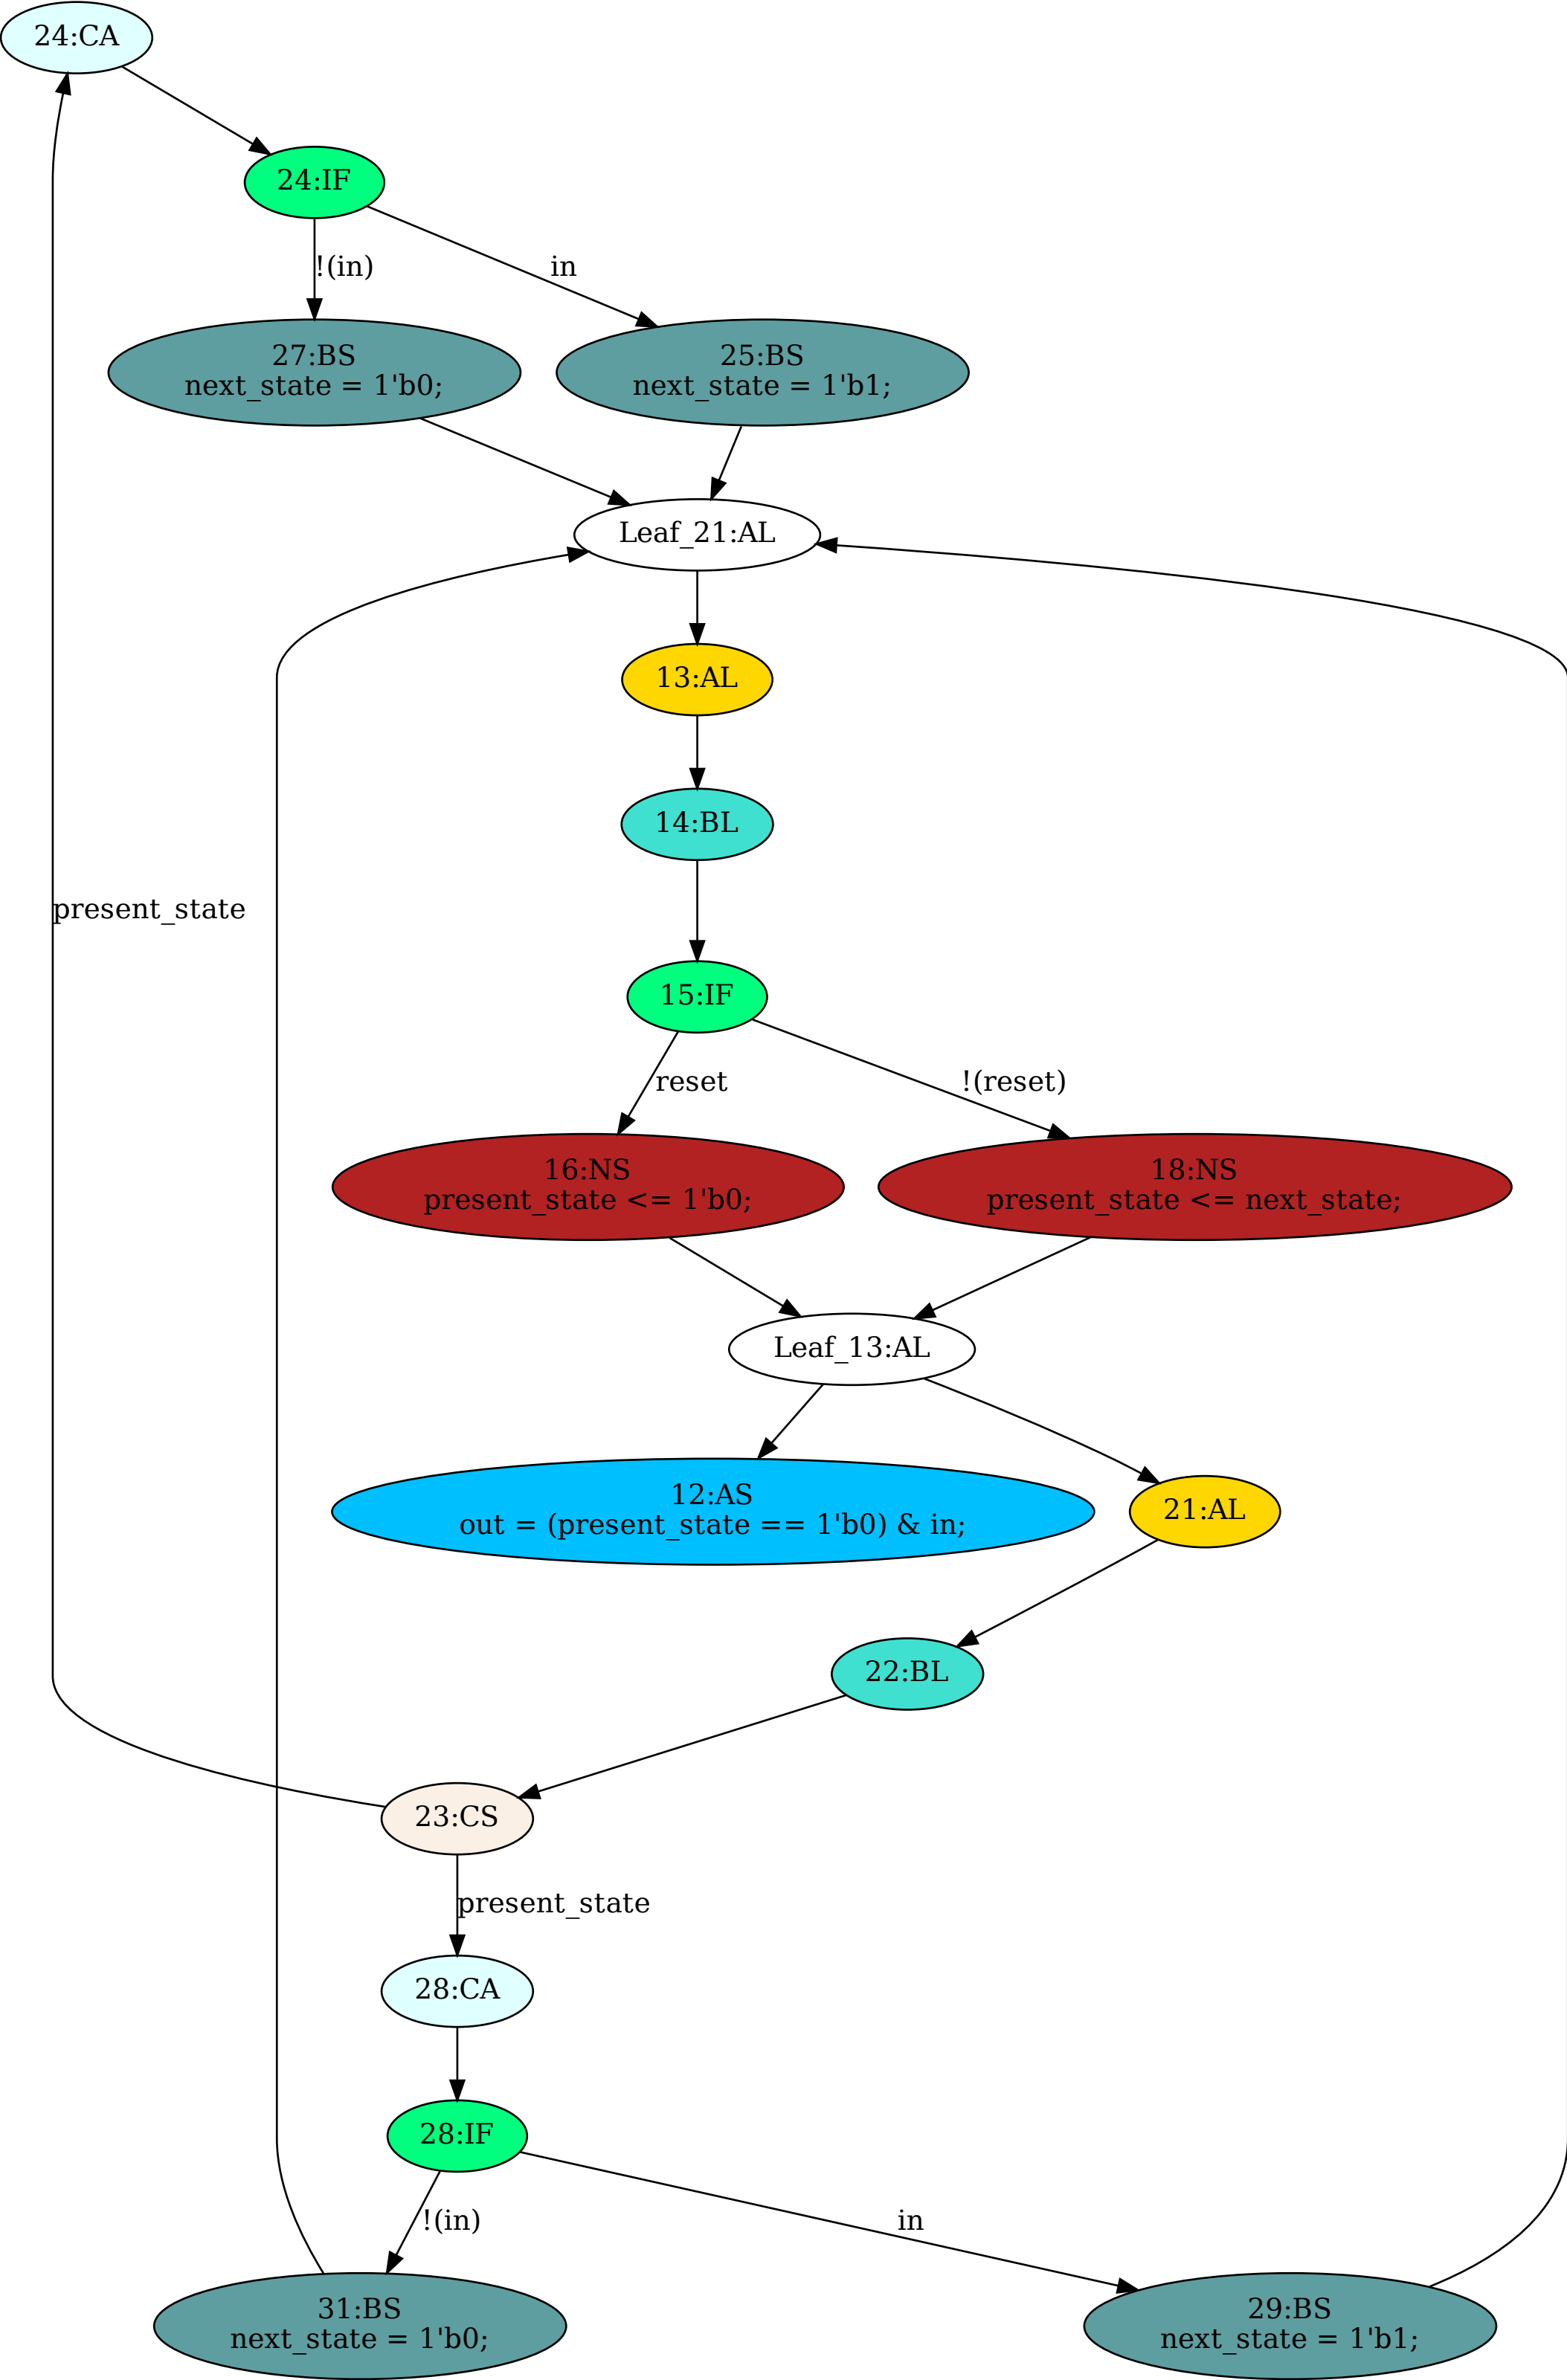 24:CA
24:IF
!(in)
in
27:BS
next_state = 1'b0;
25:BS
next_state = 1'b1;
Leaf_21:AL
13:AL
14:BL
present_state
15:IF
reset
!(reset)
16:NS
present_state <= 1'b0;
18:NS
present_state <= next_state;
Leaf_13:AL
12:AS
out = (present_state == 1'b0) & in;
21:AL
22:BL
23:CS
present_state
28:CA
28:IF
!(in)
in
31:BS
next_state = 1'b0;
29:BS
next_state = 1'b1;